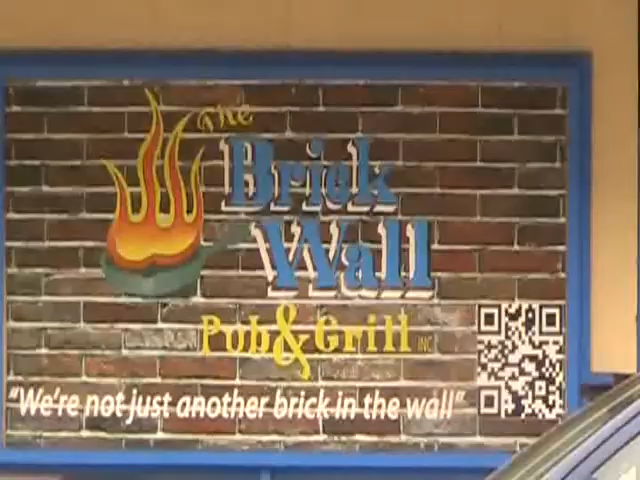 The
Brick
Wall
Pub & Grill INC
"We're not just another brick in the wall"